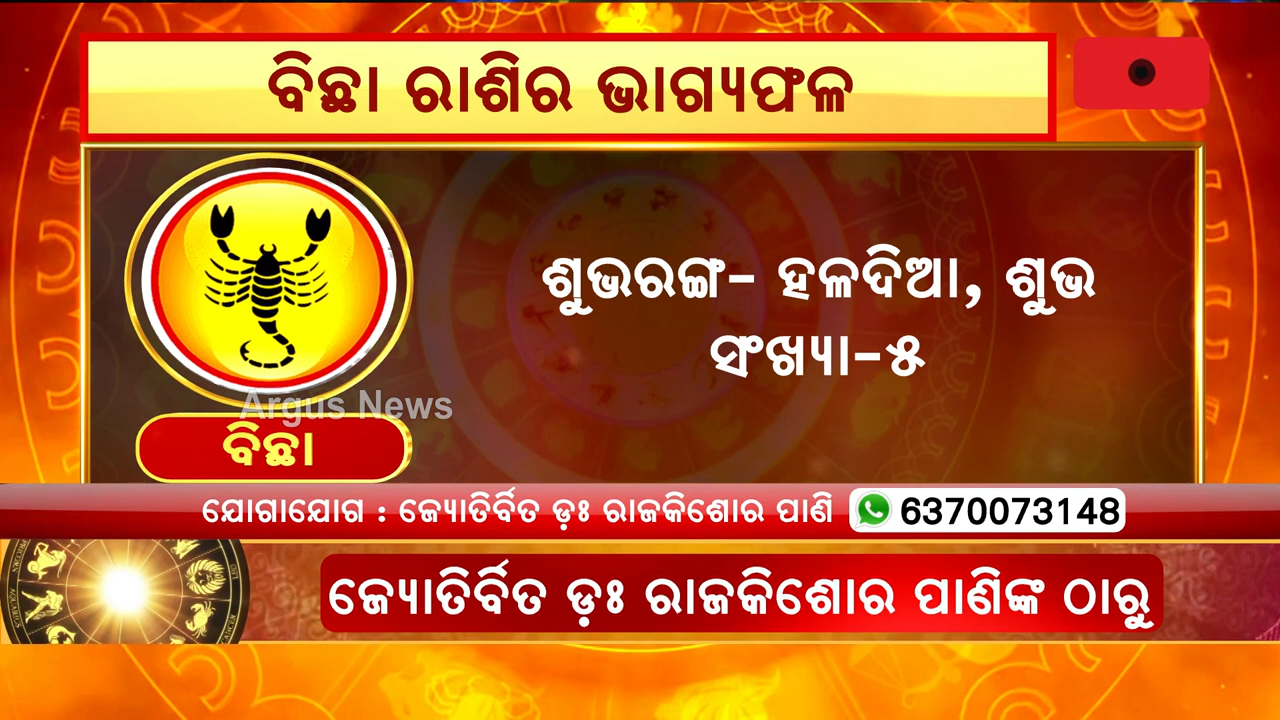 ବିଛା ରାଶିର ଭାଗ୍ୟଫଳ
ଶୁଭରଙ୍ଗ- ହଳଦିଆ, ଶୁଭ
ସଂଖ୍ୟା-୫
Argus News
ବିଛା
ଯୋଗାଯୋଗ : ଜ୍ୟୋତିର୍ବିତ ଡ଼ଃ ରାଜକିଶୋର ପାଣି 6370073148
ଜ୍ୟୋତିର୍ବିତ ଡ଼ଃ ରାଜକିଶୋର ପାଣିଙ୍କ ଠାରୁ